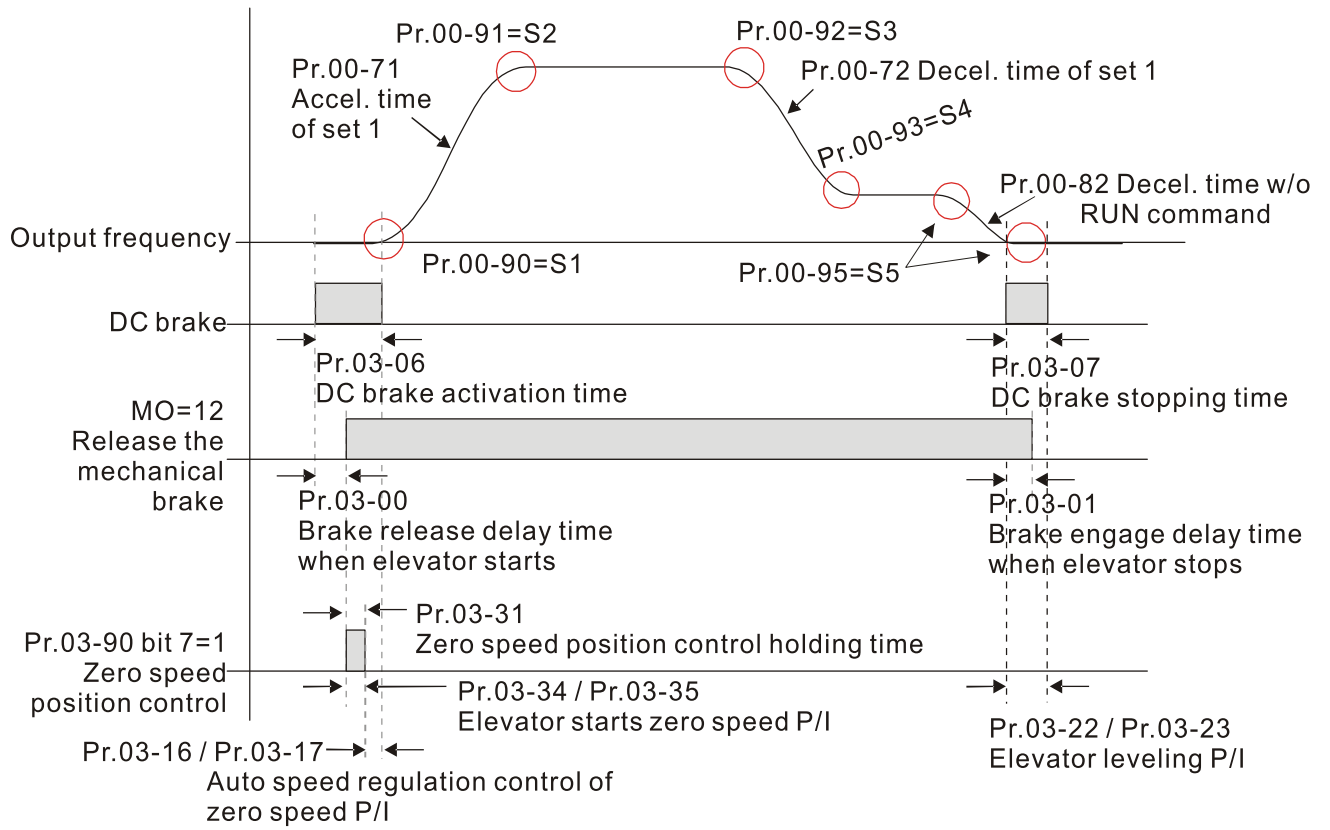 Pr.00-91=S2
Pr.00-92=S3
Pr.00-71
Accel. time
of set 1
Pr.00-72 Decel. time of set 1
Pr.00-93=S4
Pr.00-82 Decel. time w/o
RUN command
Output frequency
Pr.00-90=S1
Pr.00-95=S5
DC brake
Pr.03-06
DC brake activation time
Pr.03-07
DC brake stopping time
MO=12
Release the
mechanical
brake
Pr.03-00
Brake release delay time
when elevator starts
Pr.03-01
Brake engage delay time
when elevator stops
Pr.03-31
Zero speed position control holding time
Pr.03-90 bit 7=1
Zero speed
position control
Pr.03-34 / Pr.03-35
Elevator starts zero speed P/I
Pr.03-22 / Pr.03-23
Elevator leveling P/I
Pr.03-16 / Pr.03-17
Auto speed regulation control of
zero speed P/I